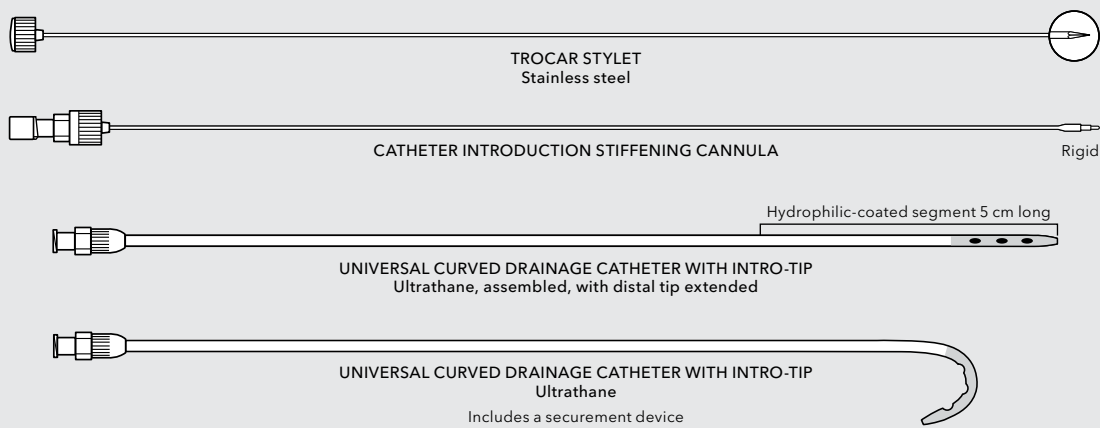 TROCAR STYLET
Stainless steel
CATHETER INTRODUCTION STIFFENING CANNULA
Rigid
Hydrophilic-coated segment 5 cm long
UNIVERSAL CURVED DRAINAGE CATHETER WITH INTRO-TIP
Ultrathane, assembled, with distal tip extended
UNIVERSAL CURVED DRAINAGE CATHETER WITH INTRO-TIP
Ultrathane
Includes a securement device